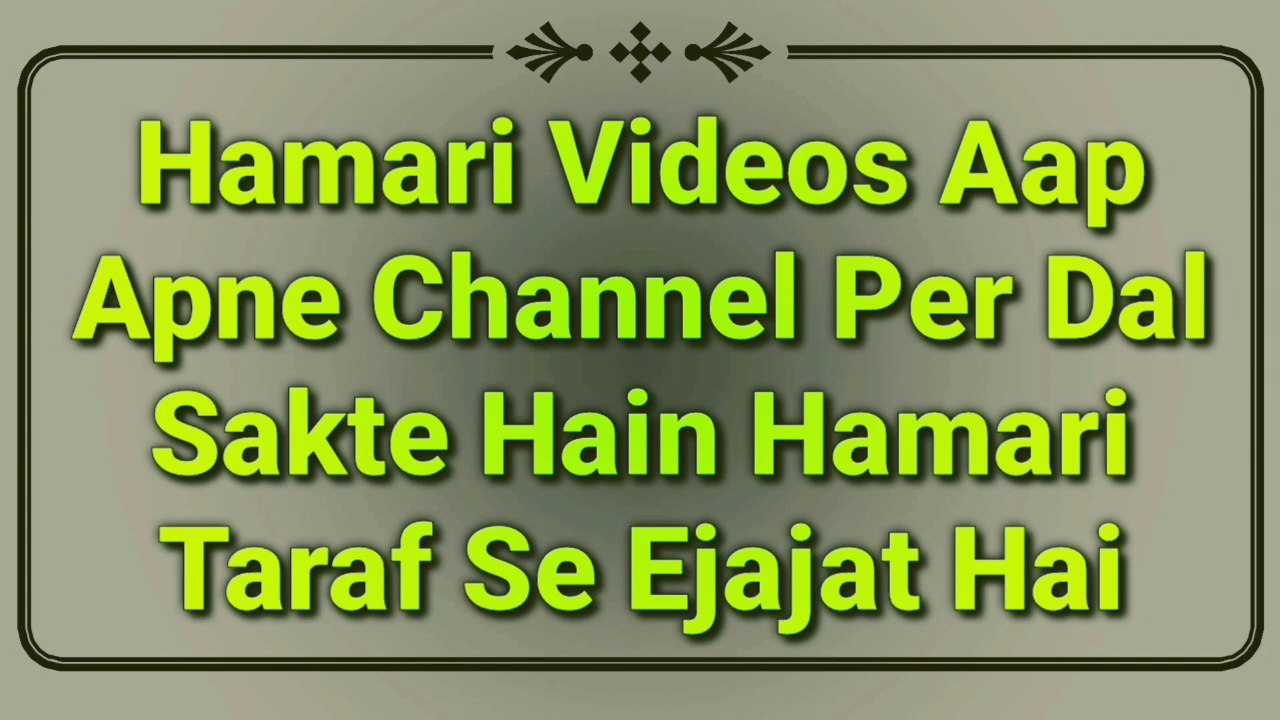 Hamari Videos Aap
Apne Channel Per Dal
Sakte Hain Hamari
Taraf Se Ejajat Hai